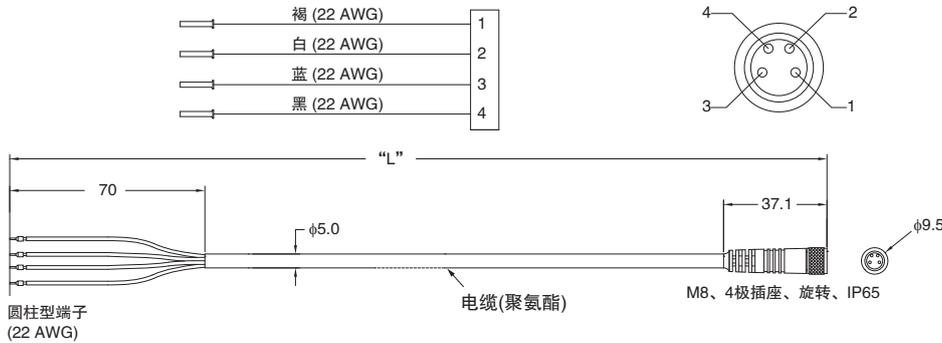 褐 (22 AWG)
1
白 (22 AWG)
2
蓝 (22 AWG)
3
黑 (22 AWG)
4
4
2
3
1
“L”
70
37.1
ϕ5.0
ϕ9.5
电缆(聚氨酯)
M8、4极插座、旋转、IP65
圆柱型端子
(22 AWG)